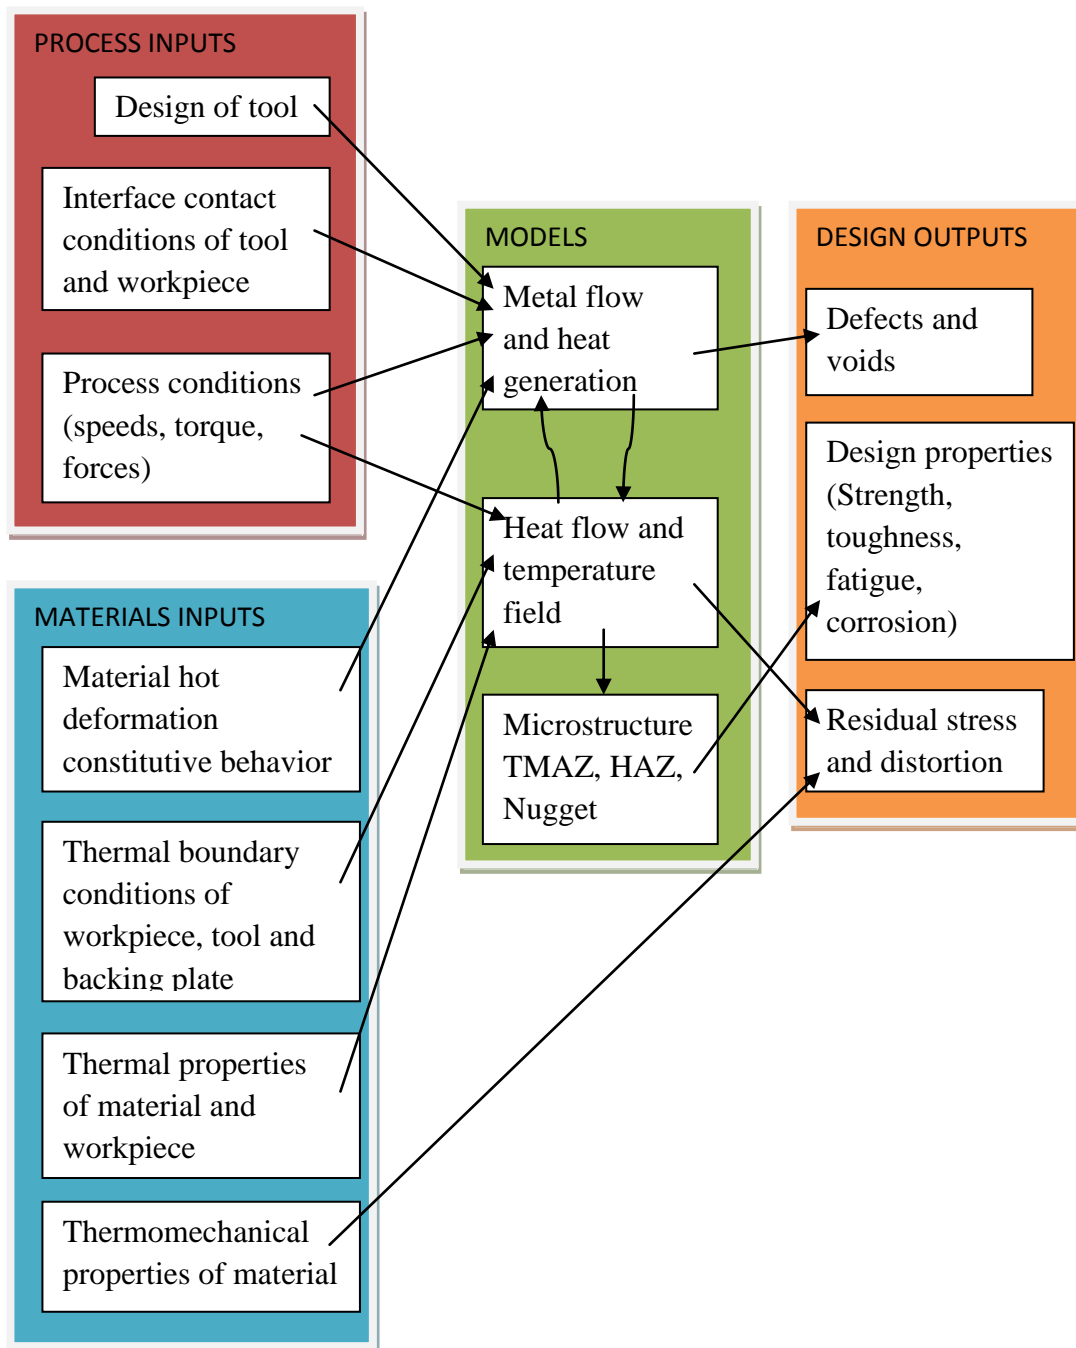 PROCESS INPUTS
Design of tool
Interface contact
conditions of tool
and workpiece
Process conditions
(speeds, torque,
forces)
MATERIALS INPUTS
Material hot
deformation
constitutive behavior
Thermal boundary
conditions of
workpiece, tool and
backing plate
Thermal properties
of material and
workpiece
Thermomechanical
properties of material
MODELS
Metal flow
and heat
generation
Heat flow and
temperature
field
Microstructure
TMAZ, HAZ,
Nugget
DESIGN OUTPUTS
Defects and
voids
Design properties
(Strength,
toughness,
fatigue,
corrosion)
Residual stress
and distortion